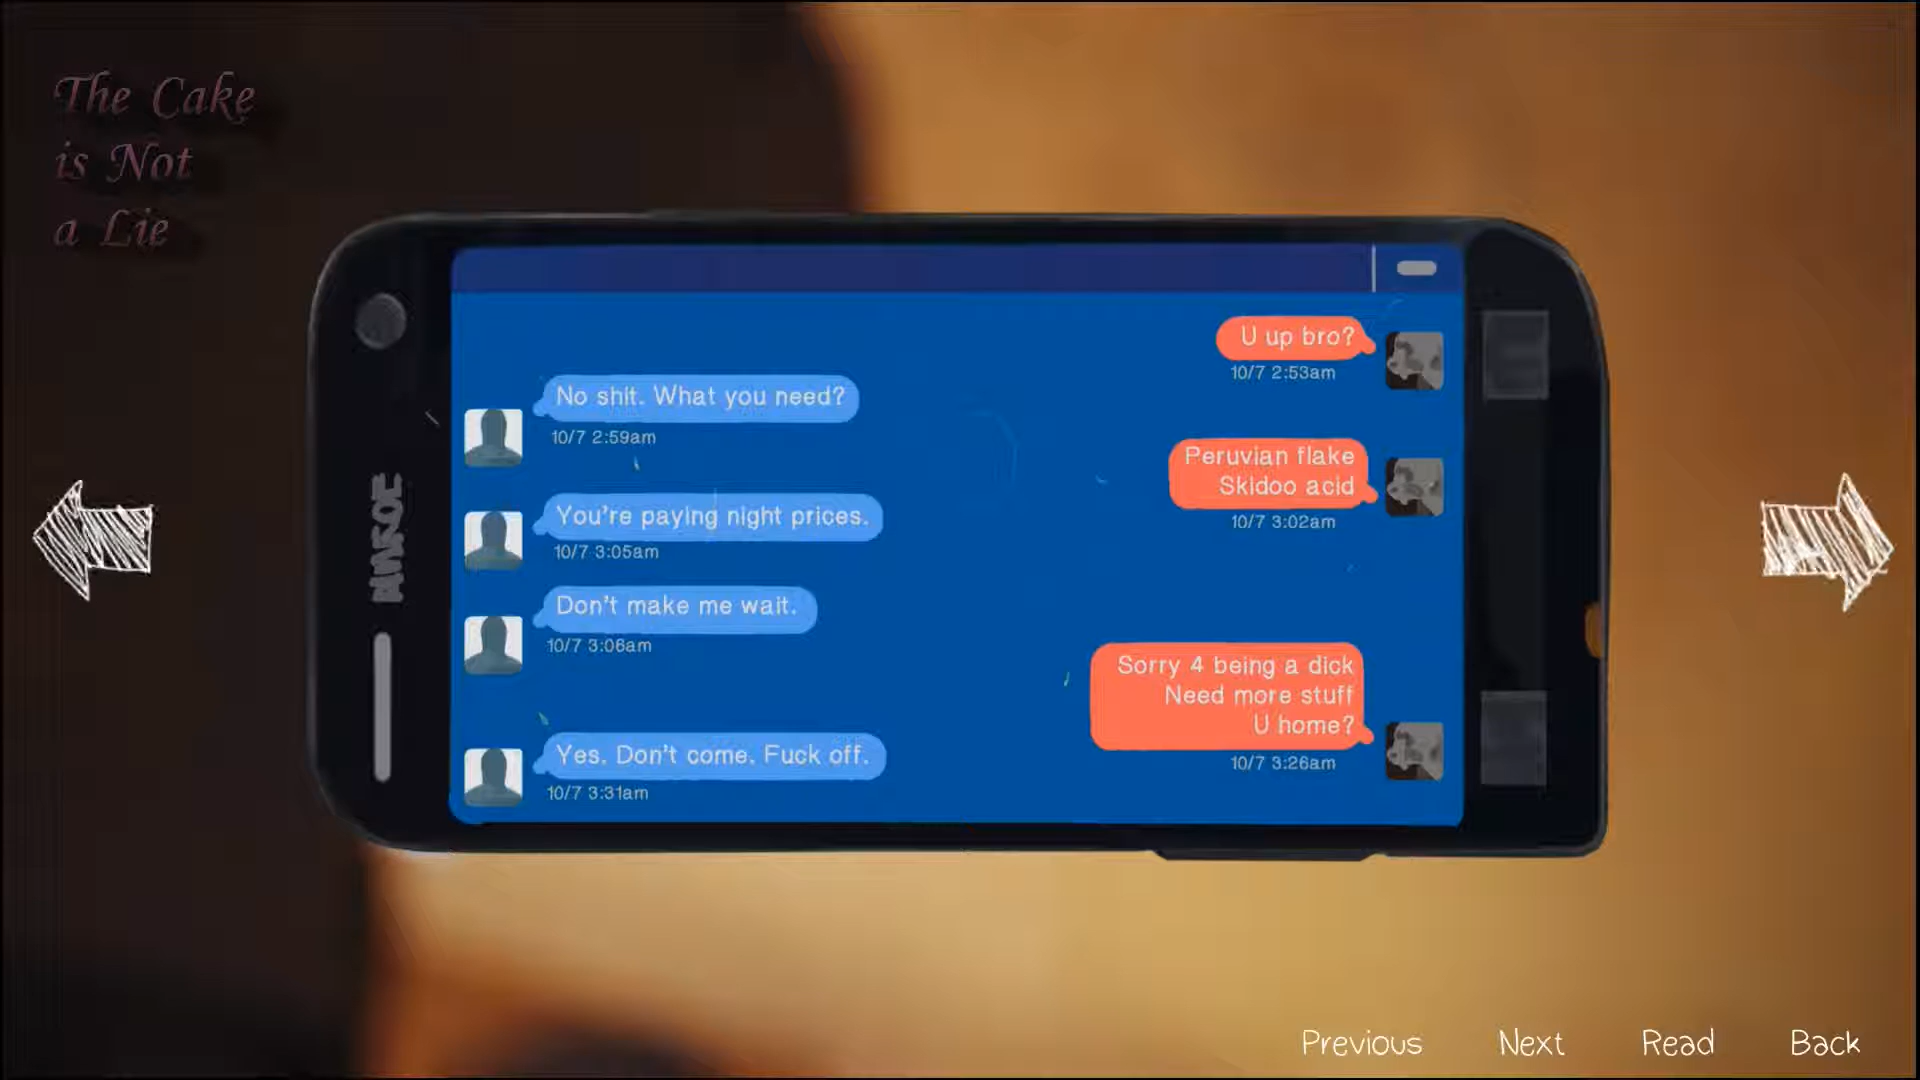 The Cake
is Not
a Lie
U up bro?
10/7 2:53am
No shit. What you need?
10/7 2:59am
Peruvian flake
Skidoo acid
10/7 3:02am
You're paying night prices.
10/7 3:05am
Don't make me wait.
10/7 3:06am
Sorry 4 being a dick
Need more stuff
U home?
10/7 3:26am
Yes. Don't come. Fuck off.
10/7 3:31am
Previous Next Read Back